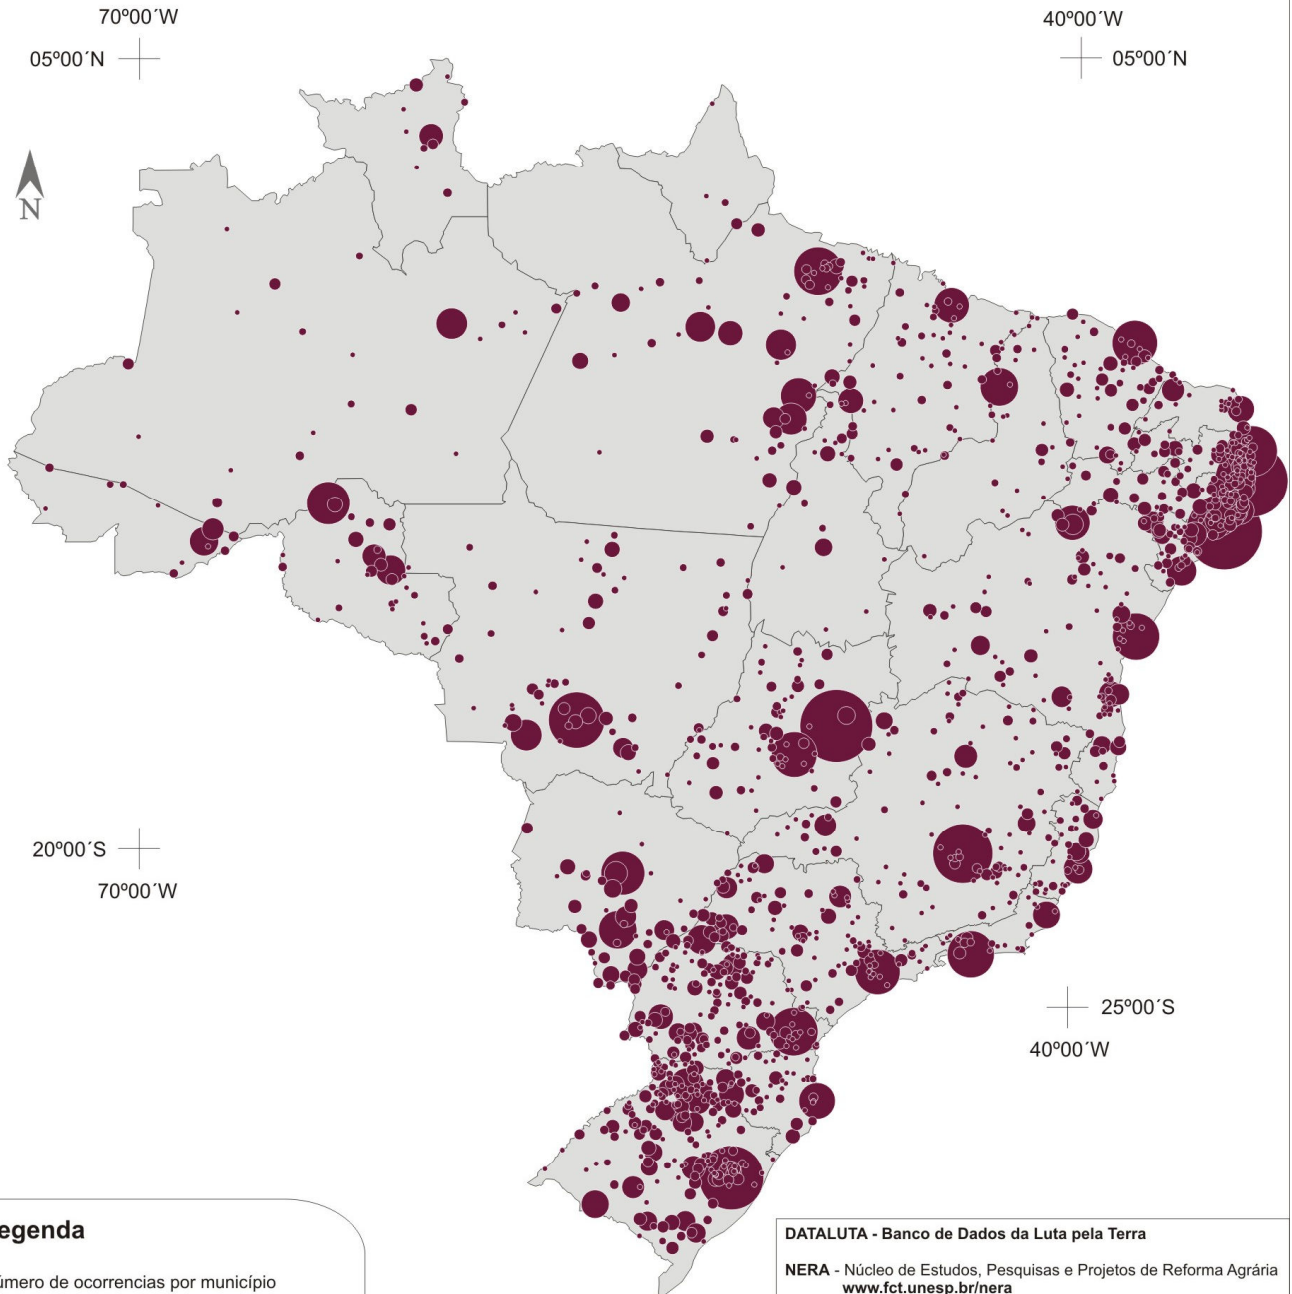 70º00´W
40º00´W
05º00´N
05º00´N
N
20º00´S
70º00´W
25º00´S
40º00´W
egenda
úmero de ocorrencias por município
DATALUTA - Banco de Dados da Luta pela Terra
NERA - Núcleo de Estudos, Pesquisas e Projetos de Reforma Agrária
www.fct.unesp.br/nera